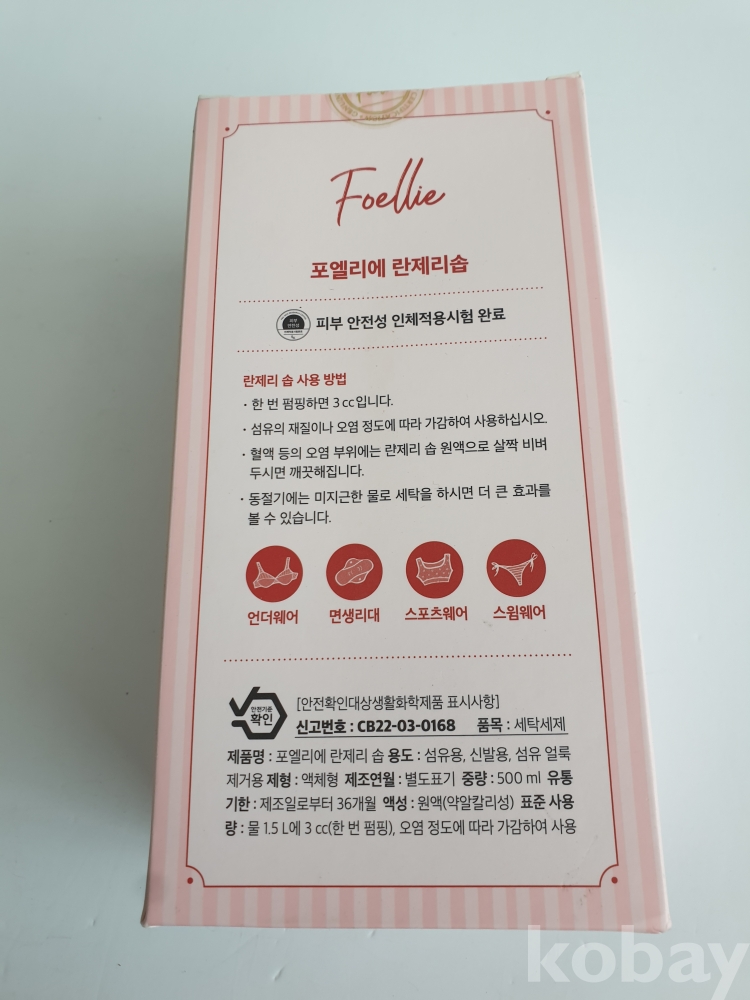 Foellie
포엘리에 란제리솝
피부
안전성
피부 안전성 인체적용시험 완료
란제리 솝 사용 방법
· 한 번 펌핑하면 3 cc입니다.
· 섬유의 재질이나 오염 정도에 따라 가감하여 사용하십시오.
· 혈액 등의 오염 부위에는 란제리 솝 원액으로 살짝 비벼
두시면 깨끗해집니다.
· 동절기에는 미지근한 물로 세탁을 하시면 더 큰 효과를
볼 수 있습니다.
언더웨어 면생리대 스포츠웨어 스윔웨어
안전기준
확인
[안전확인대상생활화학제품 표시사항]
신고번호 : CB22-03-0168 품목 : 세탁세제
제품명 : 포엘리에 란제리 솝 용도 : 섬유용, 신발용, 섬유 얼룩
제거용 제형 : 액체형 제조연월 : 별도표기 중량 : 500 ml 유통
기한 : 제조일로부터 36개월 액성 : 원액(약알칼리성) 표준 사용
량 : 물 1.5 L에 3 cc(한 번 펌핑), 오염 정도에 따라 가감하여 사용
kobay